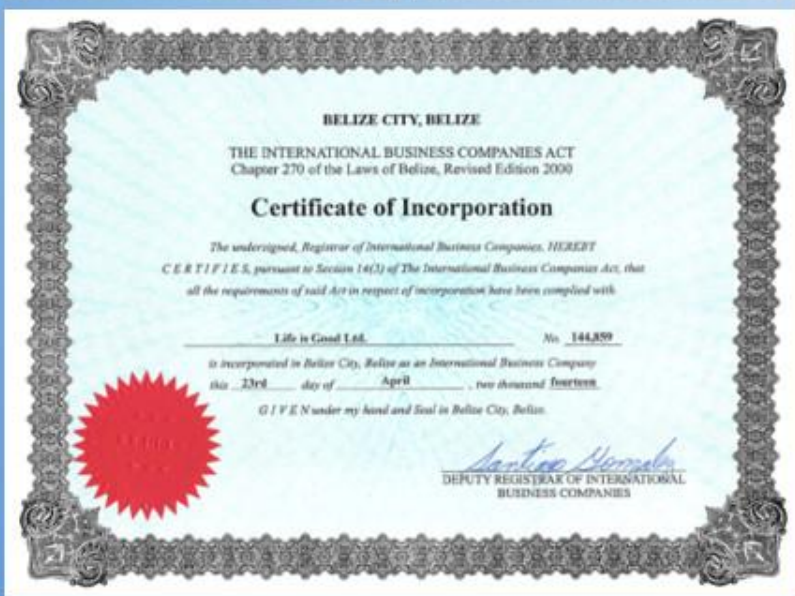 BELIZE CITY, BELIZE
THE INTERNATIONAL BUSINESS COMPANIES ACT
Chapter 270 of the Laws of Belize, Revised Edition 2000
Certificate of Incorporation
The undersigned, Registrar of International Business Companies, HEREBY
CERTIFIES, pursuant to Section 14(3) of The International Business Companies Act, that
all the requirements of said Act in respect of incorporation have been complied with
Life is Good Ltd. No. 144,859
is incorporated in Belize City, Belize as an International Business Company
this 23rd day of April , two thousand fourteen
GIVEN under my hand and Seal in Belize City, Belize.
DEPUTY REGISTRAR OF INTERNATIONAL
BUSINESS COMPANIES